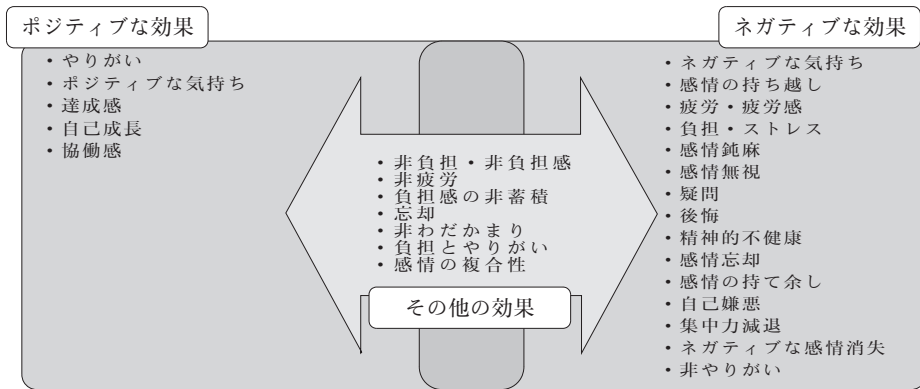 ポジティブな効果
・やりがい
・ポジティブな気持ち
・達成感
・自己成長
・協働感
・非負担・非負担感
・非疲労
・負担感の非蓄積
・忘却
・非わだかまり
・負担とやりがい
・感情の複合性
その他の効果
ネガティブな効果
・ネガティブな気持ち
・感情の持ち越し
・疲労・疲労感
・負担・ストレス
・感情鈍麻
・感情無視
・疑問
・後悔
・精神的不健康
・感情忘却
・感情の持て余し
・自己嫌悪
・集中力減退
・ネガティブな感情消失
・非やりがい